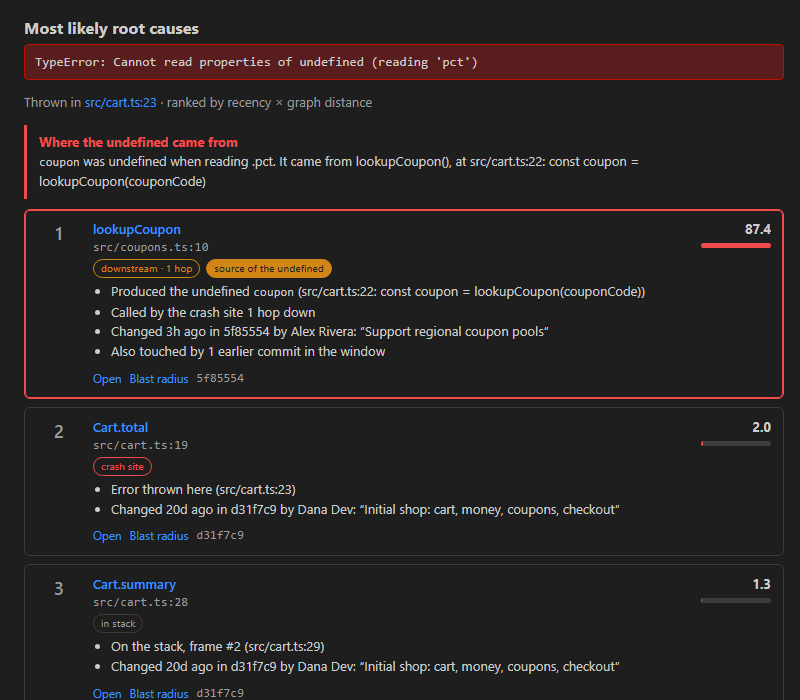 Most likely root causes
TypeError: Cannot read properties of undefined (reading 'pct')
Thrown in src/cart.ts:23 · ranked by recency × graph distance
Where the undefined came from
coupon was undefined when reading .pct. It came from lookupCoupon(), at src/cart.ts:22: const coupon =
lookupCoupon(couponCode)
1
lookupCoupon
87.4
src/coupons.ts:10
downstream · 1 hop
source of the undefined
• Produced the undefined coupon (src/cart.ts:22: const coupon = lookupCoupon(couponCode))
• Called by the crash site 1 hop down
• Changed 3h ago in 5f85554 by Alex Rivera: “Support regional coupon pools”
• Also touched by 1 earlier commit in the window
Open Blast radius 5f85554
2
Cart.total
2.0
src/cart.ts:19
crash site
• Error thrown here (src/cart.ts:23)
• Changed 20d ago in d31f7c9 by Dana Dev: “Initial shop: cart, money, coupons, checkout”
Open Blast radius d31f7c9
3
Cart.summary
1.3
src/cart.ts:28
in stack
• On the stack, frame #2 (src/cart.ts:29)
• Changed 20d ago in d31f7c9 by Dana Dev: “Initial shop: cart, money, coupons, checkout”
Open Blast radius d31f7c9